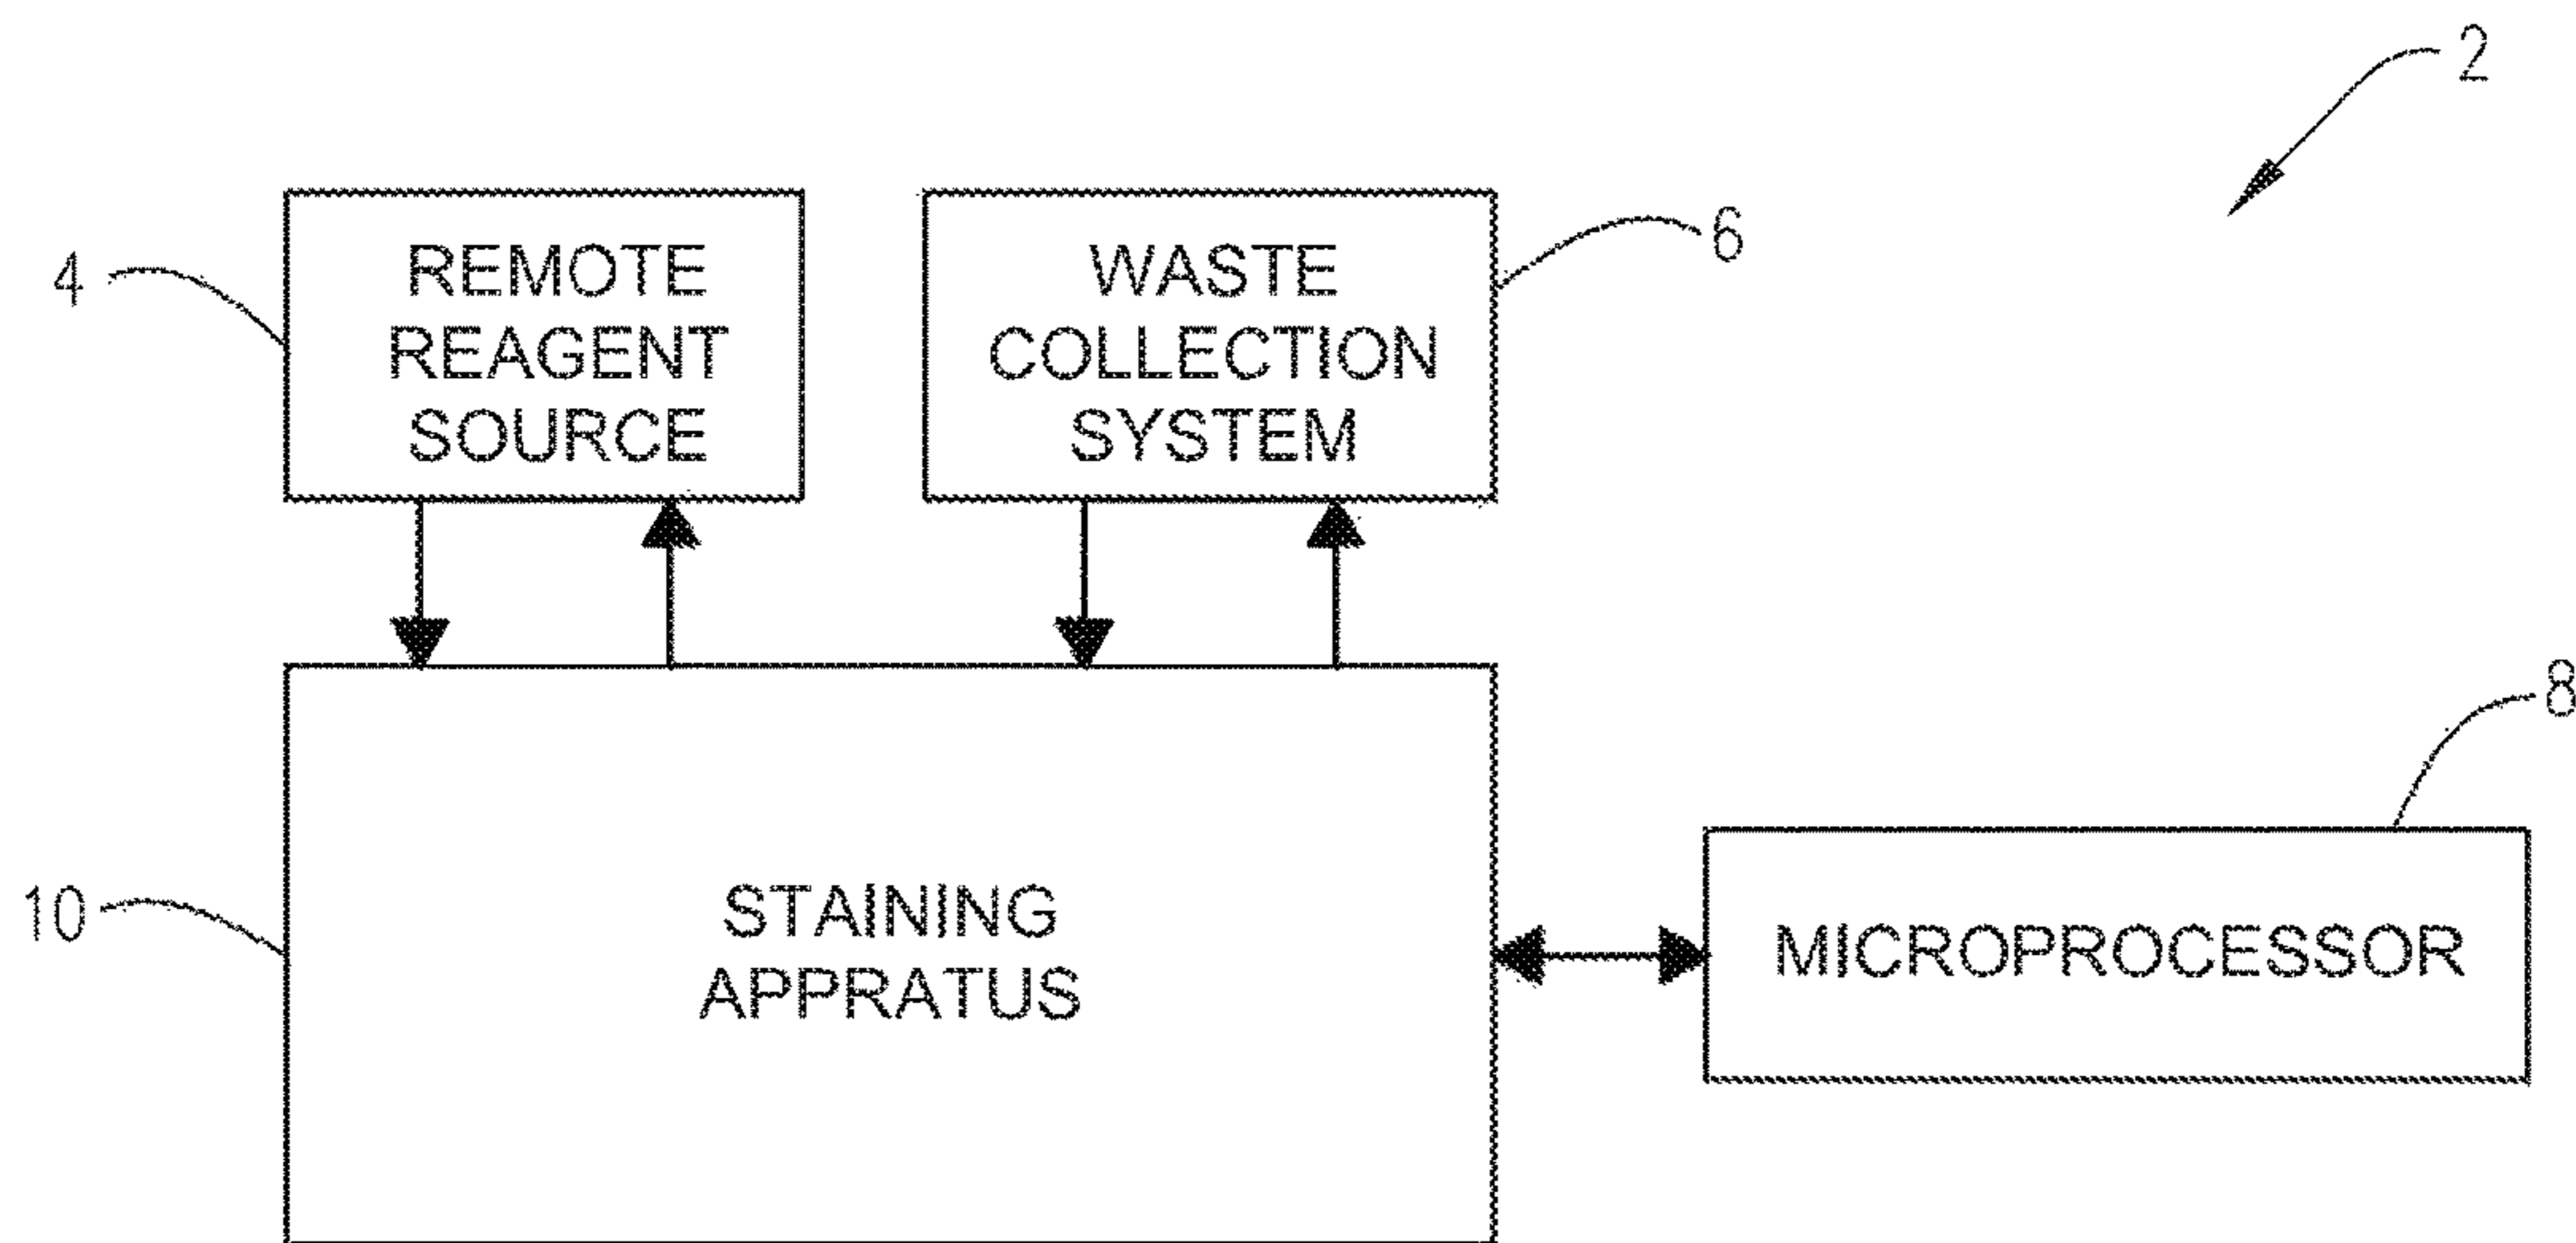 2
4
REMOTE
REAGENT
SOURCE
WASTE
COLLECTION
SYSTEM
6
8
10
STAINING
APPRATUS
MICROPROCESSOR